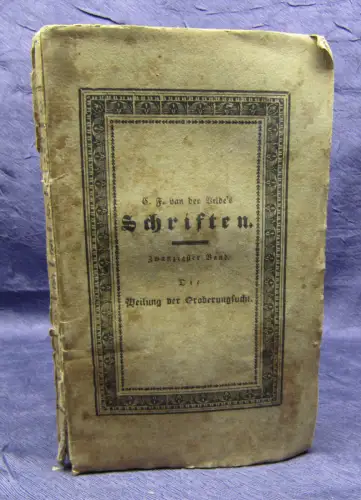 C. F. van der Velde's
Schriften.
Zwanzigster Band.
Die
Heilung der Eroberungsucht.